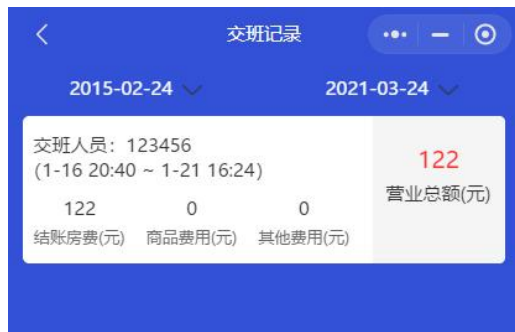 交班记录
2015-02-24 2021-03-24
交班人员：123456
(1-16 20:40 ~ 1-21 16:24)
122 0 0
结账房费(元) 商品费用(元) 其他费用(元)
122
营业总额(元)